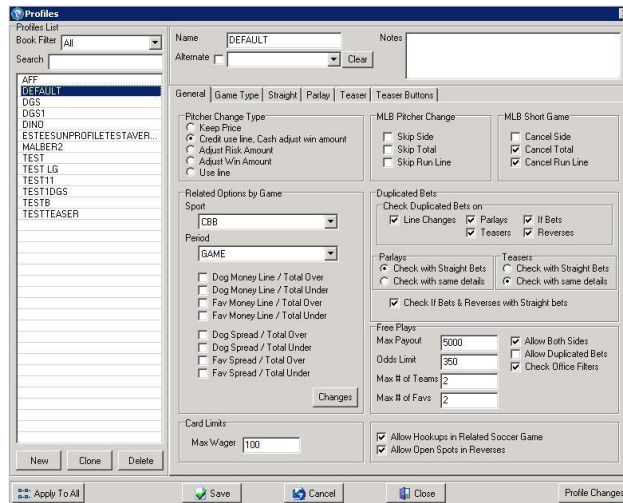 Profiles
Profiles List
Book Filter All
Search
AFF
DEFAULT
DGS
DGS1
DINO
ESTEESUNPROFILETESTAVER...
MALBER2
TEST
TEST LG
TEST11
TEST1DGS
TESTB
TESTTEASER
New Clone Delete
Name DEFAULT Notes
Alternate Clear
General Game Type Straight Parlay Teaser Teaser Buttons
Pitcher Change Type
Keep Price
Credit use line, Cash adjust win amount
Adjust Risk Amount
Adjust Win Amount
Use line
MLB Pitcher Change
Skip Side
Skip Total
Skip Run Line
MLB Short Game
Cancel Side
Cancel Total
Cancel Run Line
Related Options by Game
Sport
CBB
Period
GAME
Dog Money Line / Total Over
Dog Money Line / Total Under
Fav Money Line / Total Over
Fav Money Line / Total Under
Dog Spread / Total Over
Dog Spread / Total Under
Fav Spread / Total Over
Fav Spread / Total Under
Changes
Duplicated Bets
Check Duplicated Bets on
Line Changes Parlays If Bets
Teasers Reverses
Parlays
Check with Straight Bets
Check with same details
Teasers
Check with Straight Bets
Check with same details
Check If Bets & Reverses with Straight bets
Free Plays
Max Payout 5000 Allow Both Sides
Allow Duplicated Bets
Odds Limit 350 Check Office Filters
Max # of Teams 2
Max # of Favs 2
Card Limits
Max Wager 100
Allow Hookups in Related Soccer Game
Allow Open Spots in Reverses
Apply To All Save Cancel Close Profile Changes